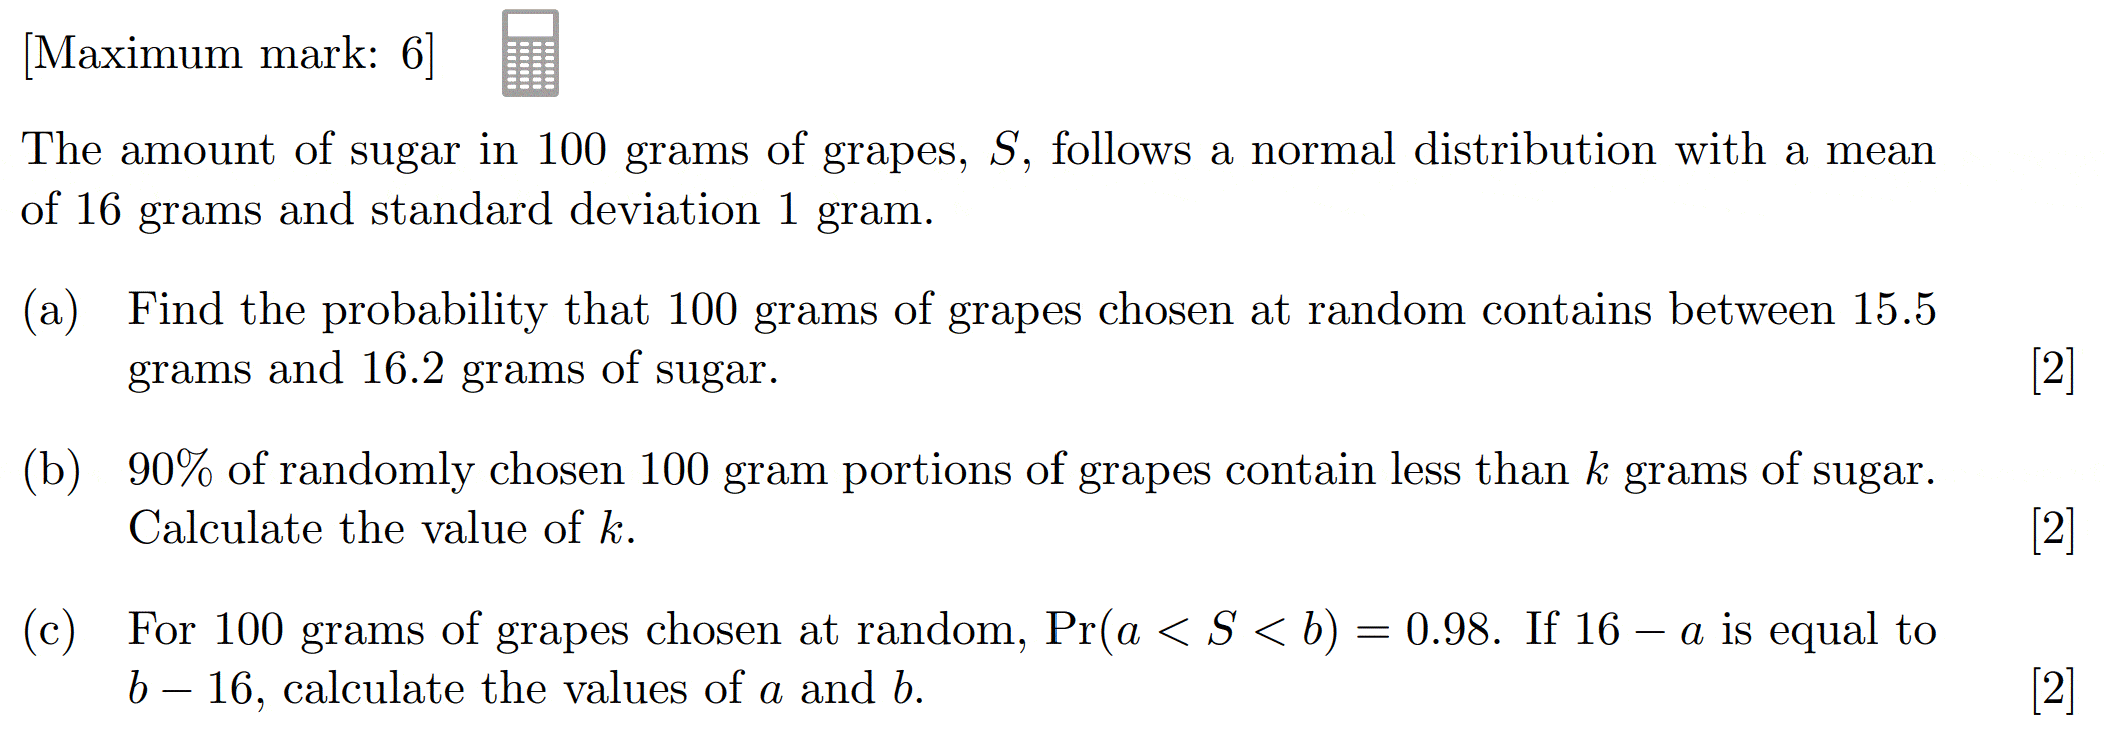 [Maximum mark: 6]
The amount of sugar in 100 grams of grapes, S, follows a normal distribution with a mean
of 16 grams and standard deviation 1 gram.
(a) Find the probability that 100 grams of grapes chosen at random contains between 15.5
grams and 16.2 grams of sugar. [2]
(b) 90% of randomly chosen 100 gram portions of grapes contain less than k grams of sugar.
Calculate the value of k. [2]
(c) For 100 grams of grapes chosen at random, Pr(a < S < b) = 0.98. If 16 − a is equal to
b − 16, calculate the values of a and b. [2]